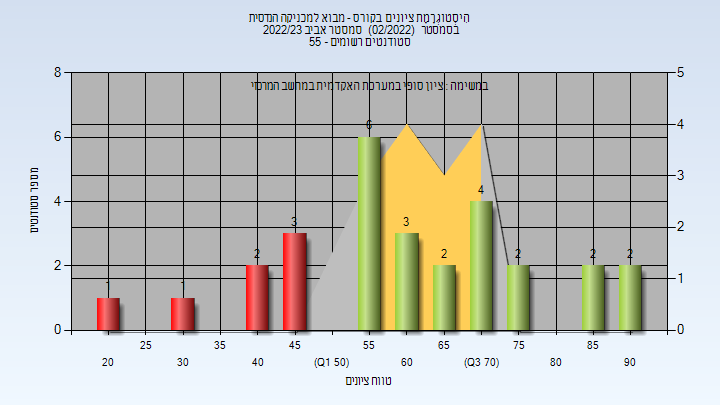 היסטוגרמת ציונים בקורס - מבוא למכניקה הנדסית
בסמסטר (02/2022) סמסטר אביב 2022/23
סטודנטים רשומים - 55
במשימה : ציון סופי במערכת האקדמית במחשב המרכזי
מספר סטודנטים
8
6
4
2
0
5
4
3
2
1
0
1
1
2
3
6
3
2
4
2
2
2
25 35 45 55 65 75 85
20 30 40 (Q1 50) 60 (Q3 70) 80 90
טווח ציונים